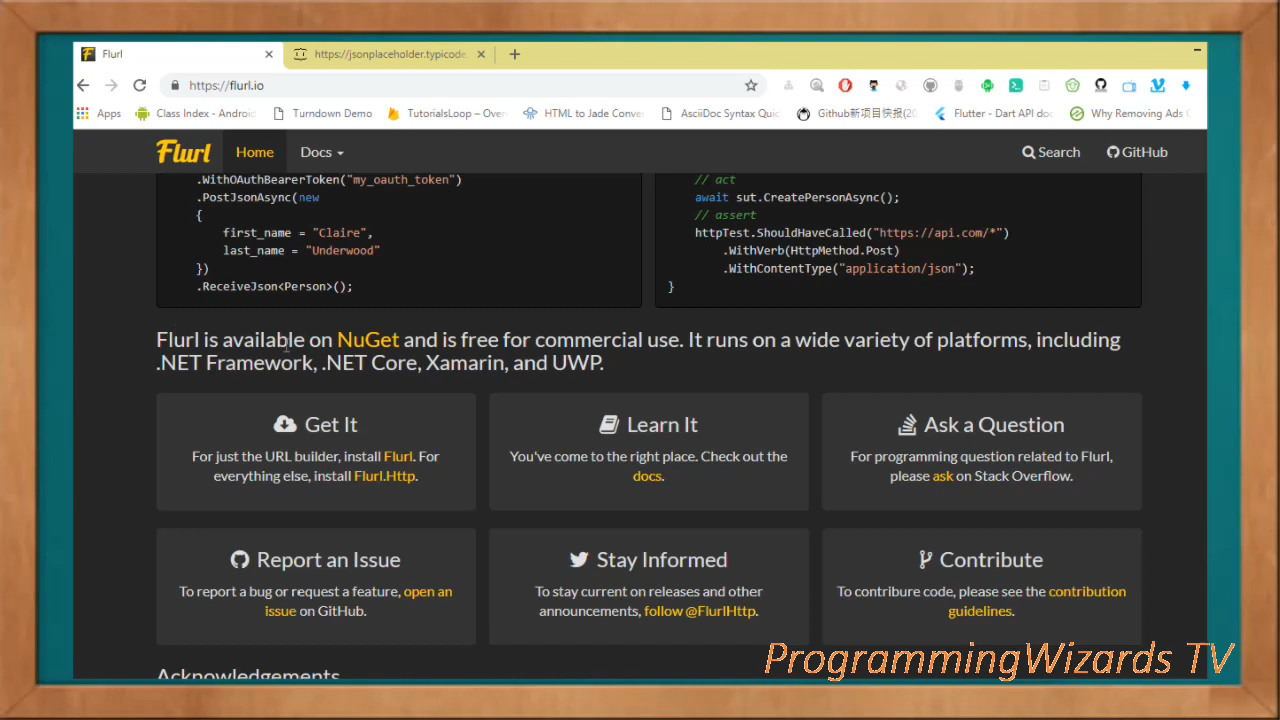 Flurl
https://jsonplaceholder.typicode.
https://flurl.io
Apps
Class Index - Android
Turndown Demo
TutorialsLoop – Over
HTML to Jade Conver
AsciiDoc Syntax Quic
Github新项目快报(20
Flutter - Dart API doc
Why Removing Ads C
Flurl
Home
Docs
Search
GitHub
.WithOAuthBearerToken("my_oauth_token")
.PostJsonAsync(new
{
first_name = "Claire",
last_name = "Underwood"
})
.ReceiveJson<Person>();
// act
await sut.CreatePersonAsync();
// assert
httpTest.ShouldHaveCalled("https://api.com/*")
.WithVerb(HttpMethod.Post)
.WithContentType("application/json");
}
Flurl is available on NuGet and is free for commercial use. It runs on a wide variety of platforms, including
.NET Framework, .NET Core, Xamarin, and UWP.
Get It
For just the URL builder, install Flurl. For
everything else, install Flurl.Http.
Learn It
You've come to the right place. Check out the
docs.
Ask a Question
For programming question related to Flurl,
please ask on Stack Overflow.
Report an Issue
To report a bug or request a feature, open an
issue on GitHub.
Stay Informed
To stay current on releases and other
announcements, follow @FlurlHttp.
Contribute
To contribure code, please see the contribution
guidelines.
Acknowledgements
ProgrammingWizards TV